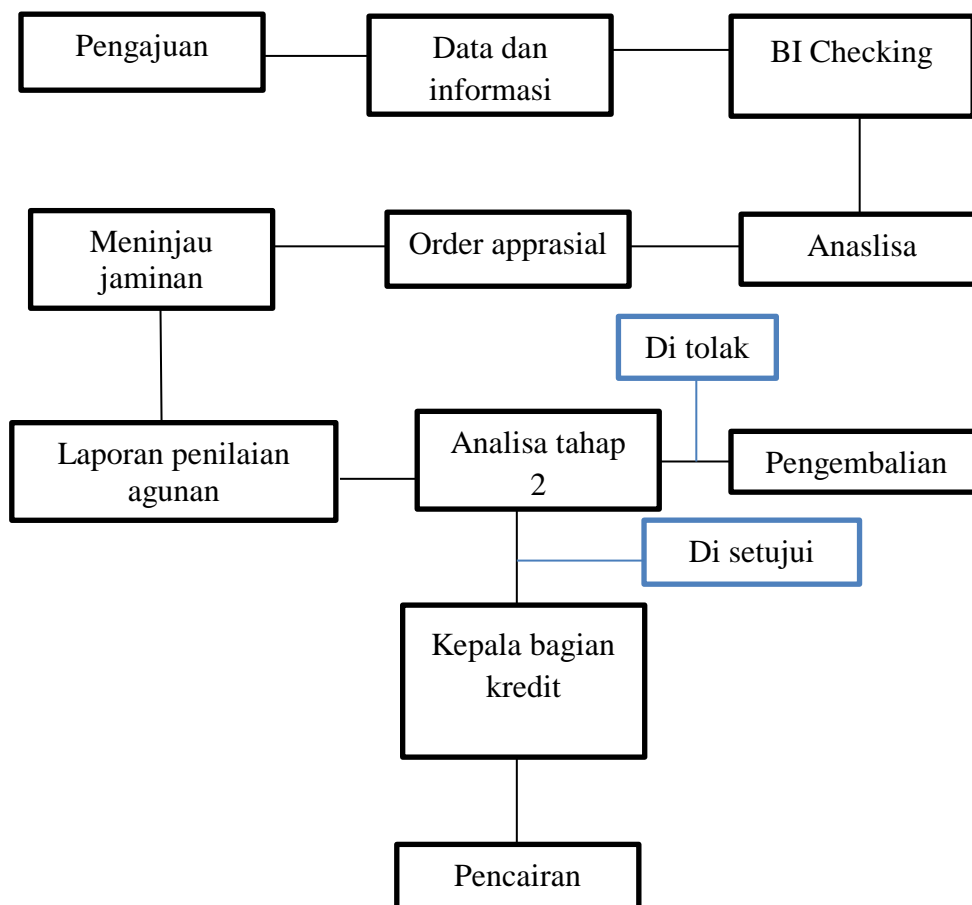 Pengajuan
Data dan
informasi
BI Checking
Meninjau
jaminan
Order apprasial
Anaslisa
Di tolak
Laporan penilaian
agunan
Analisa tahap
2
Pengembalian
Di setujui
Kepala bagian
kredit
Pencairan